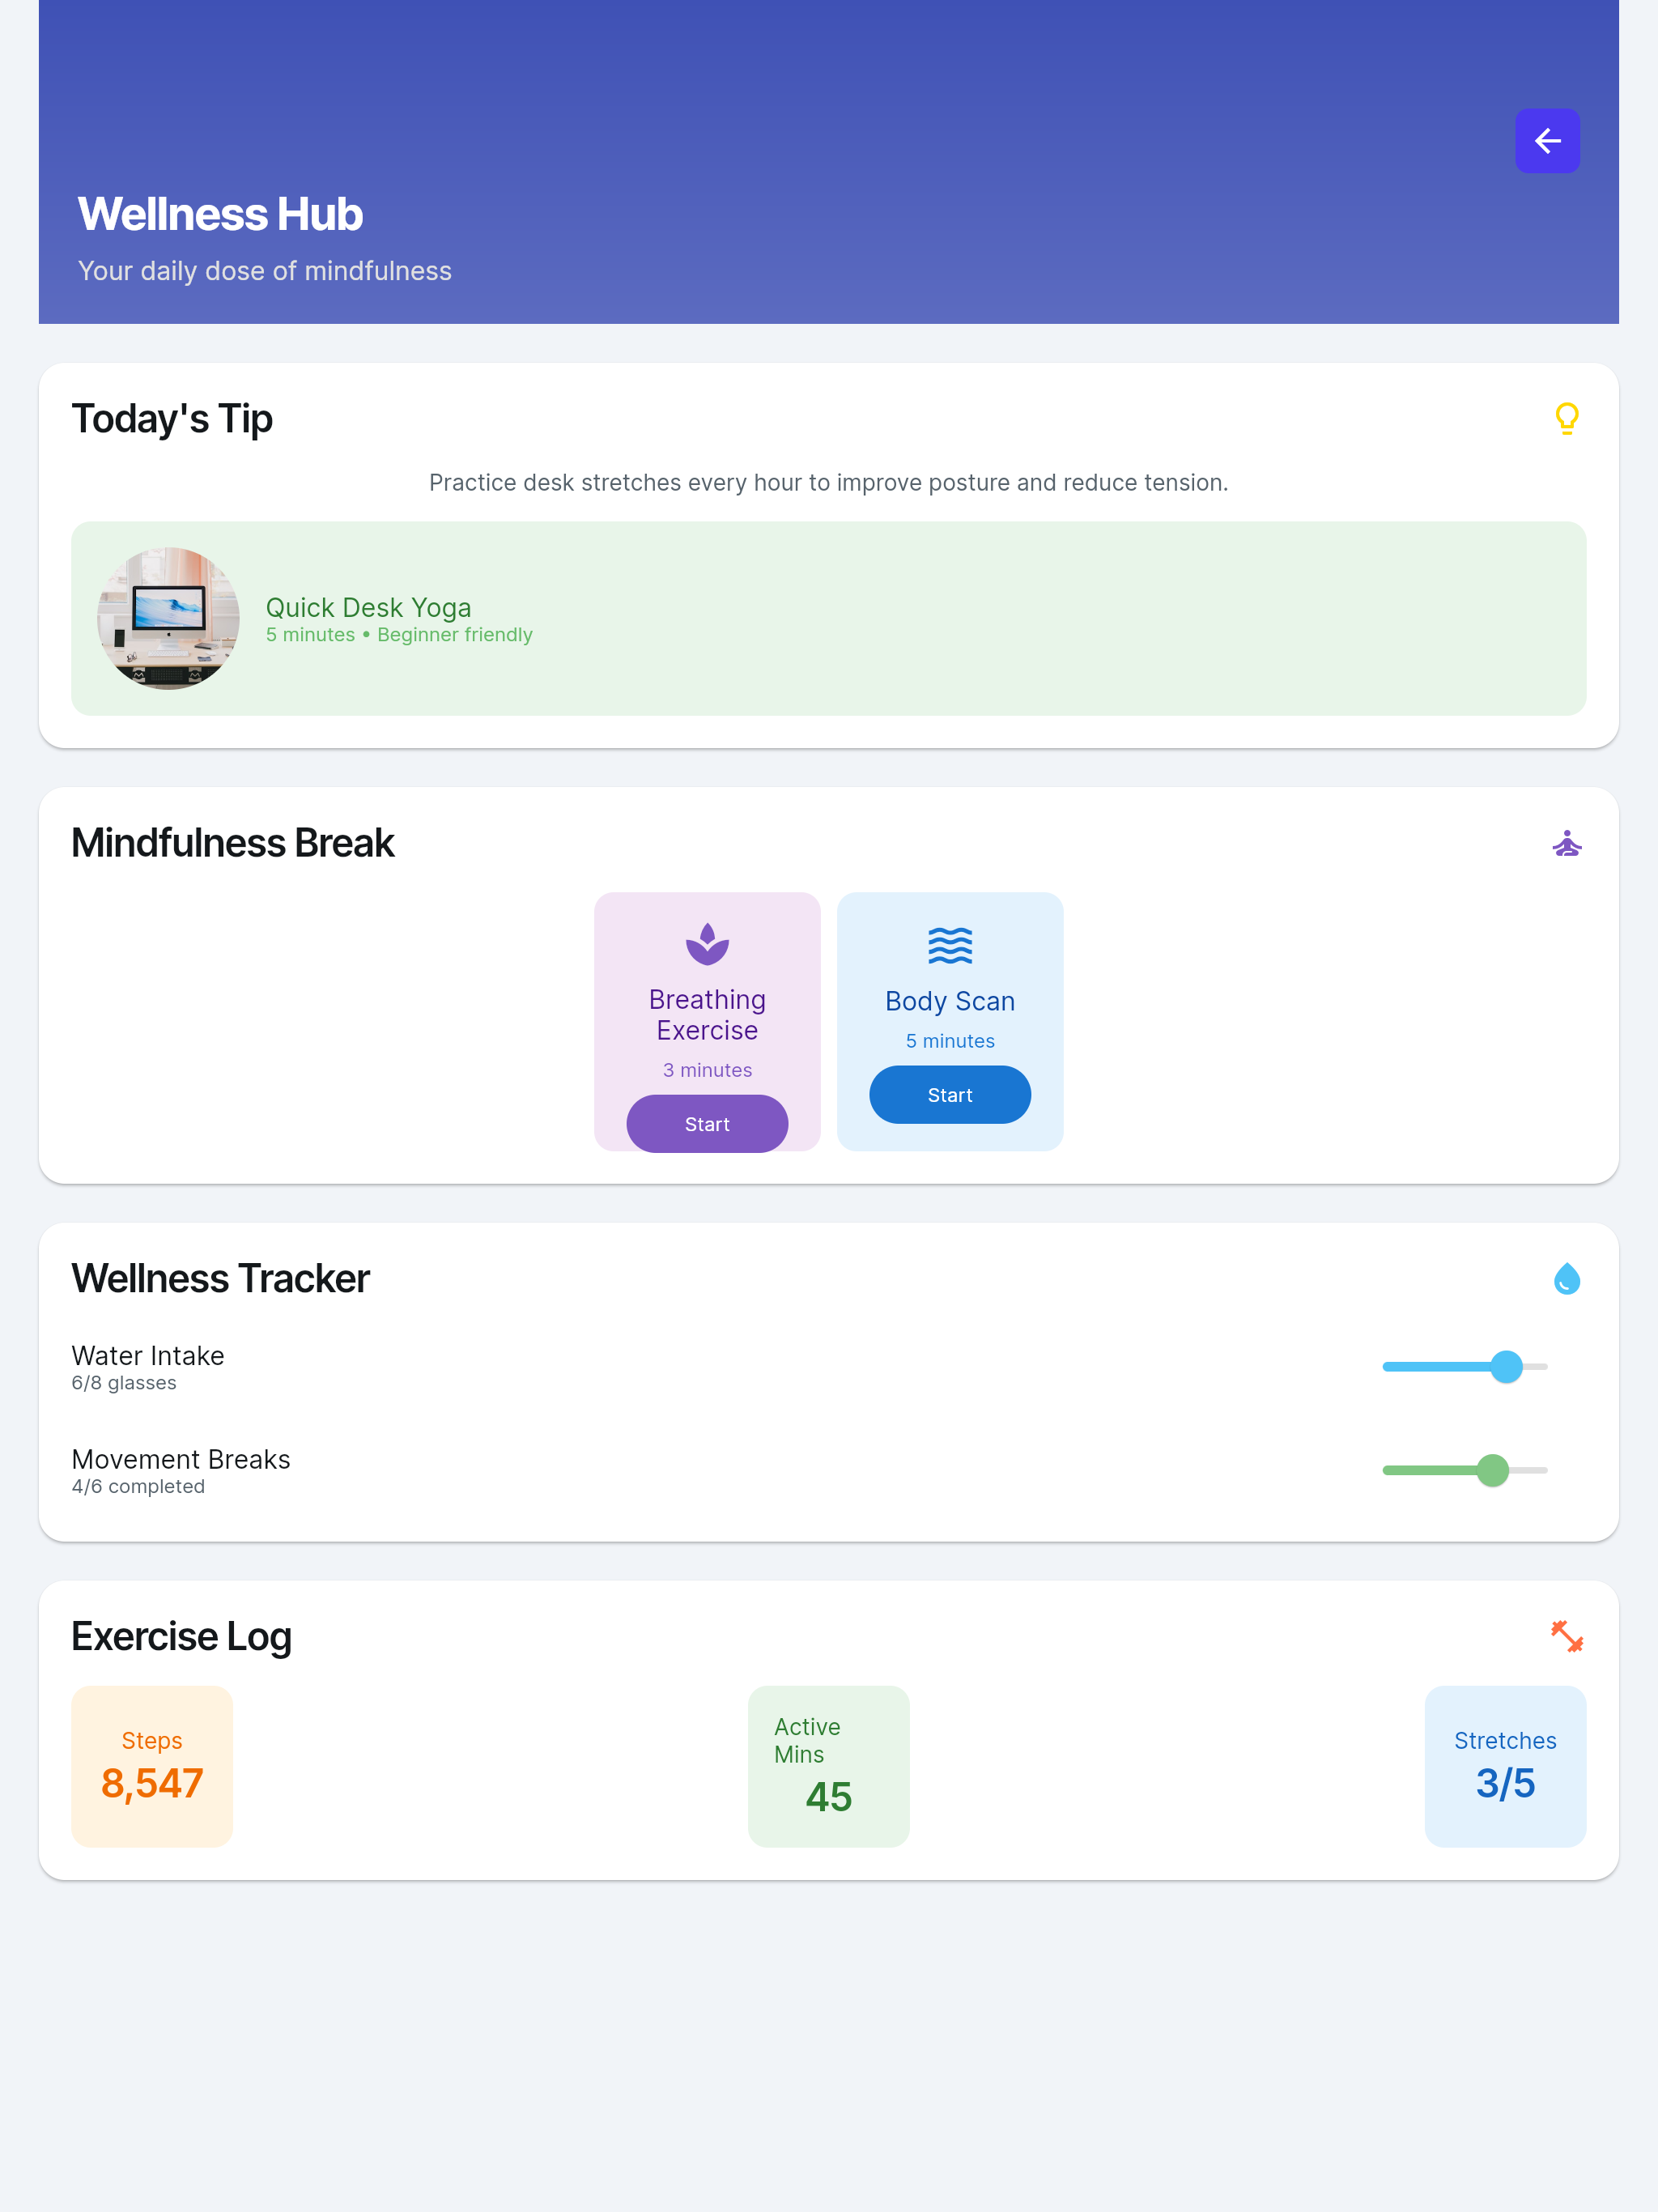 Wellness Hub
Your daily dose of mindfulness
Today's Tip
Practice desk stretches every hour to improve posture and reduce tension.
Quick Desk Yoga
5 minutes • Beginner friendly
Mindfulness Break
Breathing
Exercise
3 minutes
Start
Body Scan
5 minutes
Start
Wellness Tracker
Water Intake
6/8 glasses
Movement Breaks
4/6 completed
Exercise Log
Steps
8,547
Active
Mins
45
Stretches
3/5